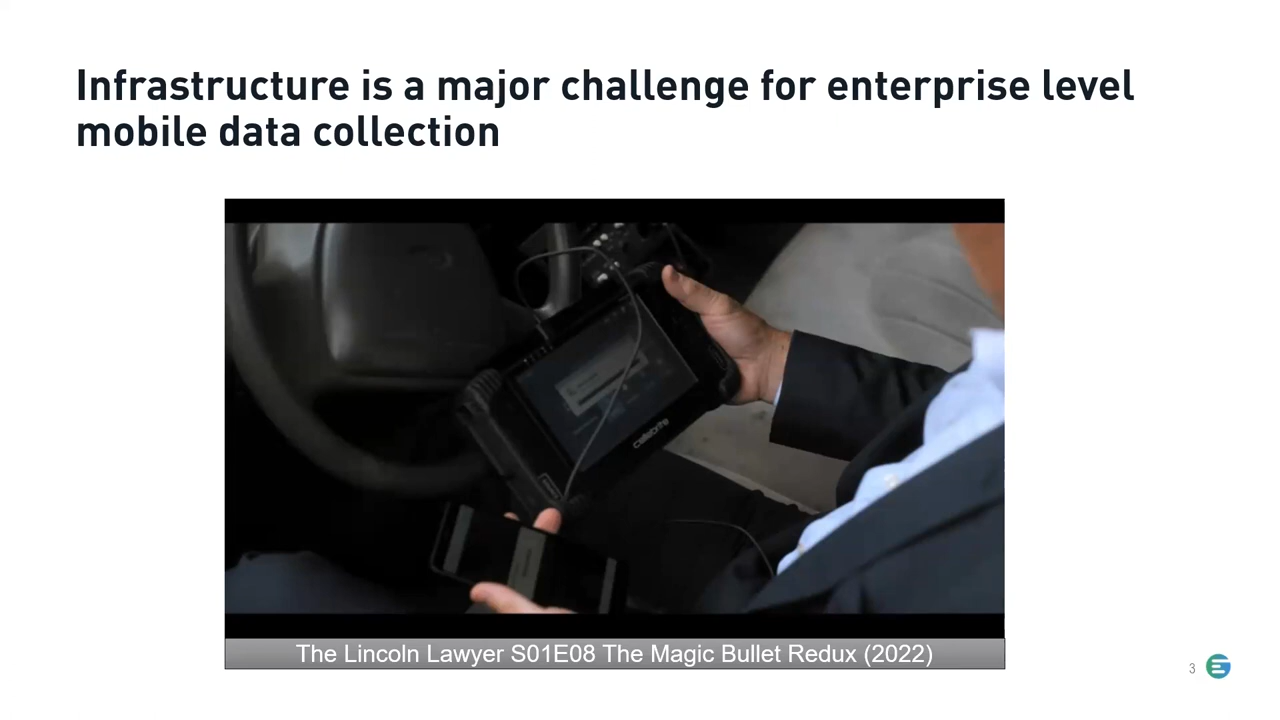 Infrastructure is a major challenge for enterprise level
mobile data collection
cellebrite
The Lincoln Lawyer S01E08 The Magic Bullet Redux (2022)
3